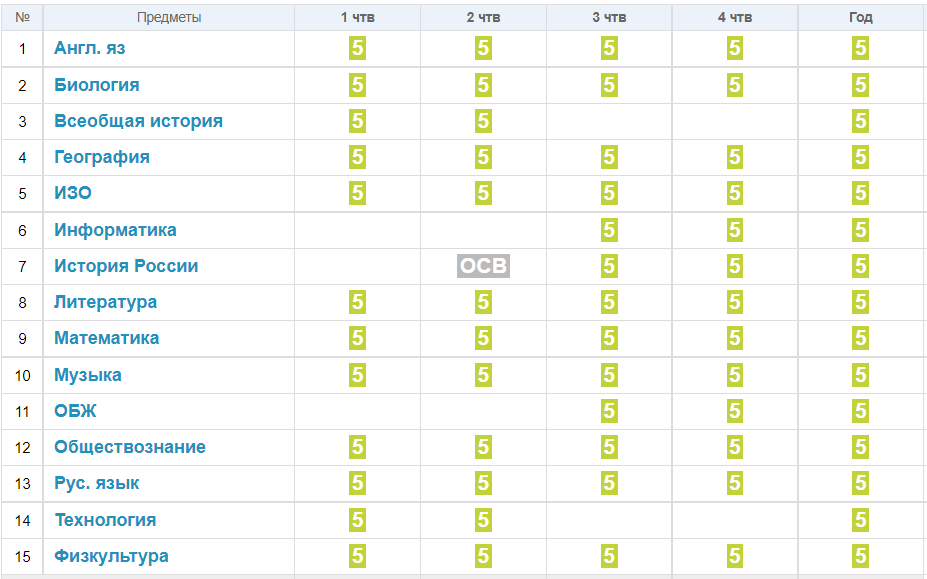 № Предметы 1 чтв 2 чтв 3 чтв 4 чтв Год
1 Англ. яз 5 5 5 5 5
2 Биология 5 5 5 5 5
3 Всеобщая история 5 5 5
4 География 5 5 5 5 5
5 ИЗО 5 5 5 5 5
6 Информатика 5 5 5
7 История России ОСВ 5 5 5
8 Литература 5 5 5 5 5
9 Математика 5 5 5 5 5
10 Музыка 5 5 5 5 5
11 ОБЖ 5 5 5
12 Обществознание 5 5 5 5 5
13 Рус. язык 5 5 5 5 5
14 Технология 5 5 5
15 Физкультура 5 5 5 5 5